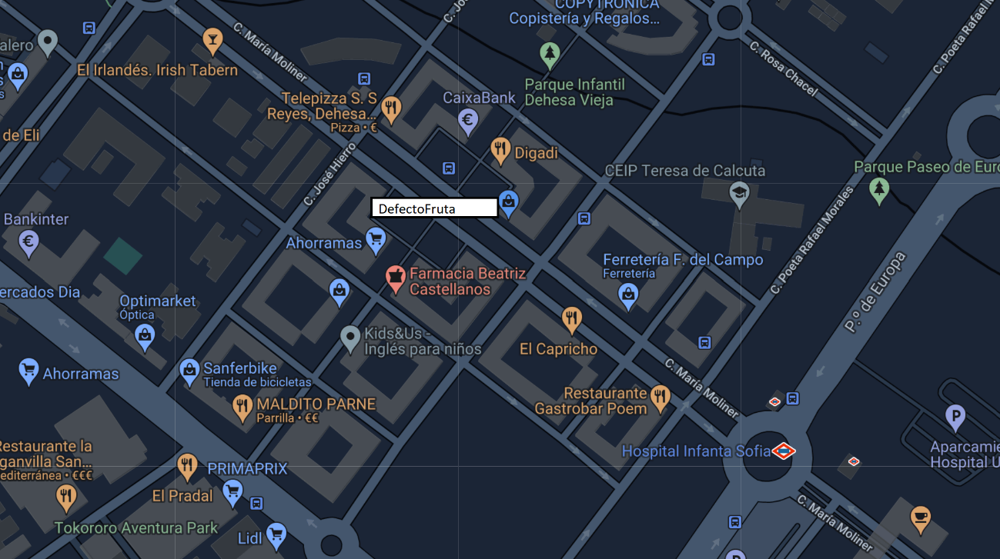 COPYTRONICA
Copistería y Regalos...
C. José
C. María Moliner
alero
El Irlandés. Irish Tabern
C. Rosa Chacel
C. Poeta Rafael
Parque Infantil
Dehesa Vieja
Telepizza S. S
Reyes, Dehesa...
Pizza • €
CaixaBank
€
de Eli
Digadi
C. José Hierro
CEIP Teresa de Calcuta
Parque Paseo de Euro
DefectoFruta
Bankinter
€
Ahorramas
C. Poeta Rafael Morales
Ferretería F. del Campo
Ferretería
Farmacia Beatriz
Castellanos
P.º de Europa
ercados Dia
Optimarket
Óptica
Kids&Us -
Inglés para niños
El Capricho
Ahorramas
Sanferbike
Tienda de bicicletas
C. María Moliner
MALDITO PARNE
Parrilla • €€
Restaurante
Gastrobar Poem
P
Restaurante la
ganvilla San...
editerránea • €€€
Hospital Infanta Sofia
Aparcamie
Hospital U
PRIMAPRIX
El Pradal
C. María Moliner
Tokororo Aventura Park
Lidl